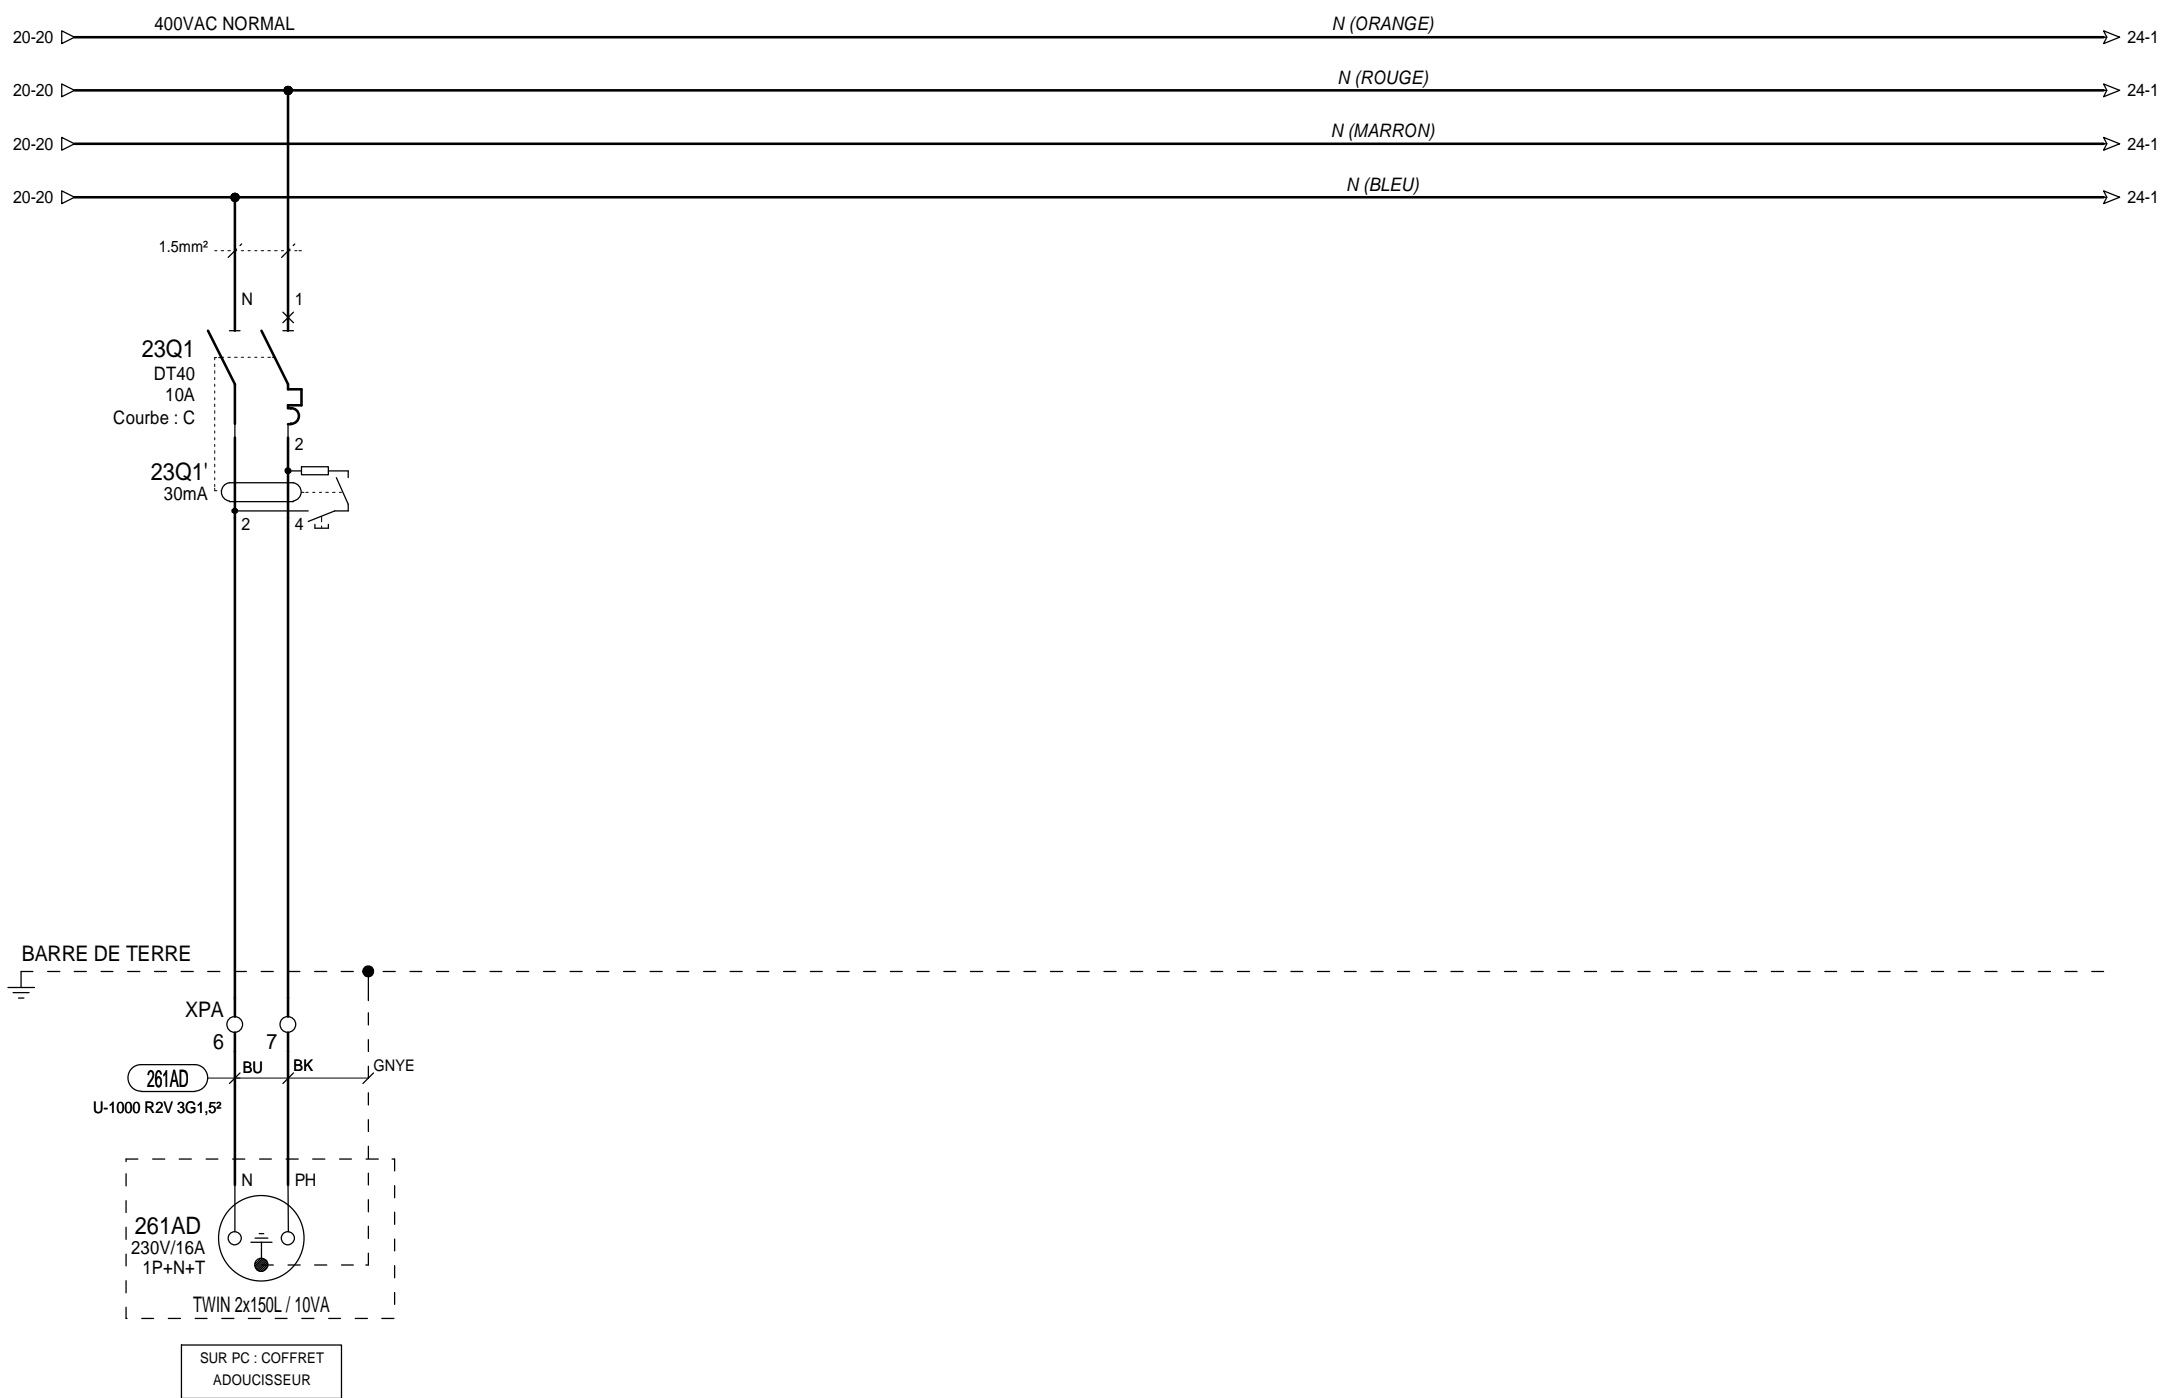 400VAC NORMAL
N (ORANGE)
20-20
24-1
N (ROUGE)
20-20
24-1
N (MARRON)
20-20
24-1
N (BLEU)
20-20
24-1
1.5mm²
N
1
23Q1
DT40
10A
Courbe : C
2
23Q1'
30mA
2
4
BARRE DE TERRE
XPA
6
7
261AD
BU
BK
GNYE
U-1000 R2V 3G1,5²
N
PH
261AD
230V/16A
1P+N+T
TWIN 2x150L / 10VA
SUR PC : COFFRET
ADOUCISSEUR